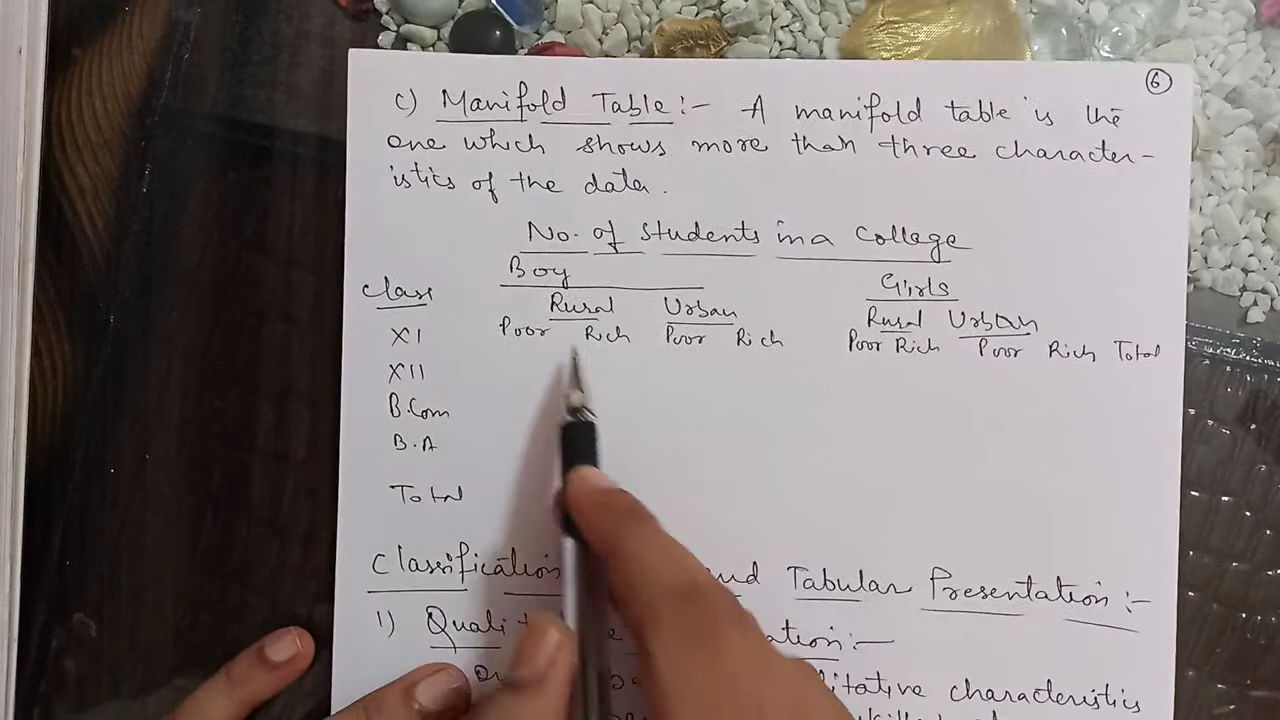 6
c) Manifold Table :- A manifold table is the
one which shows more than three character-
istics of the data.
No. of students in a College
Boy Girls
Class
Rural Urban Rural Urban
XI Poor Rich Poor Rich Poor Rich Poor Rich Total
XII
B.Com
B.A
Total
Classification and Tabular Presentation :-
1) Quali
litative characteristics